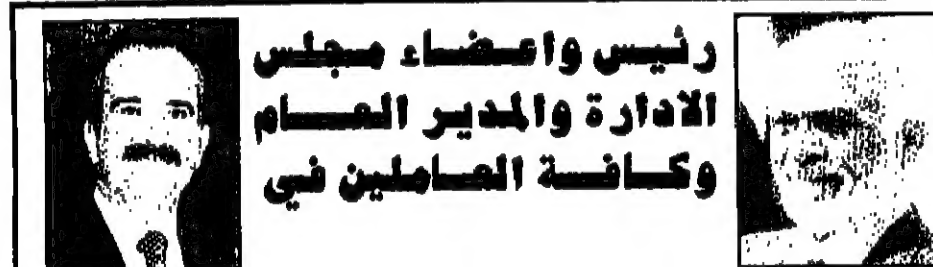 رئيس واعضاء مجلس
الادارة والمدير العام
وكافة العاملين في